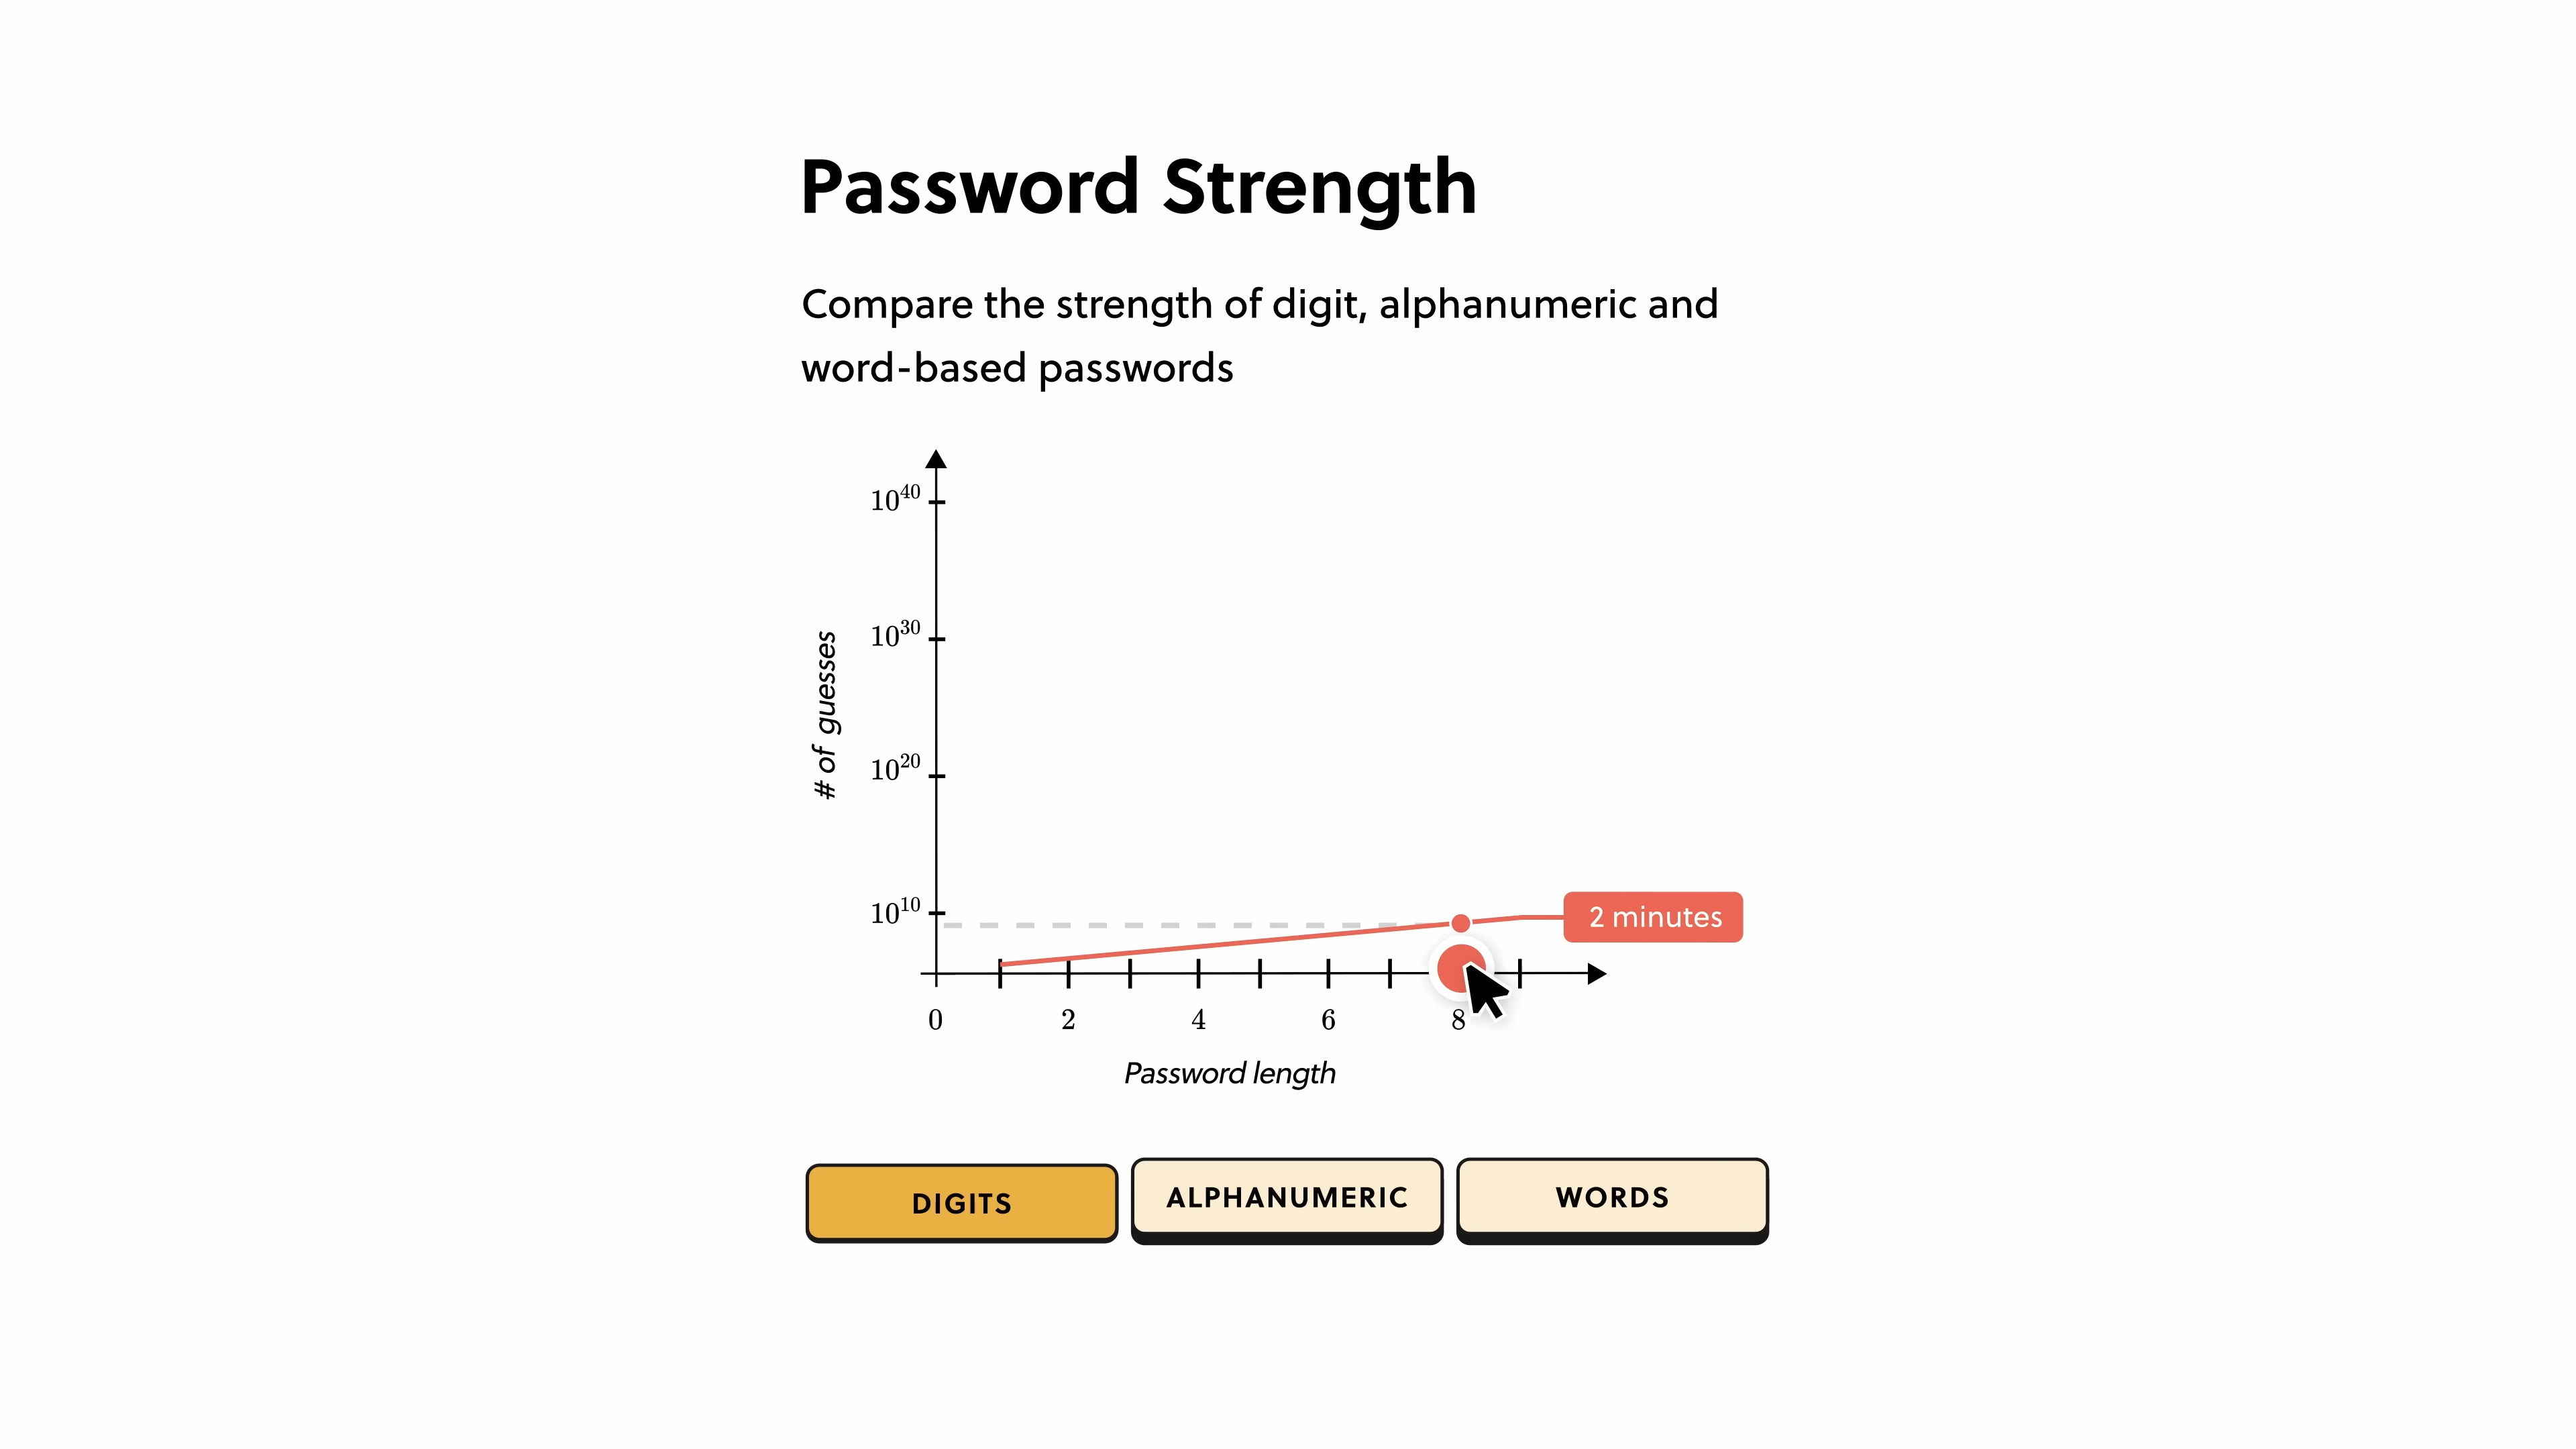 Password Strength
Compare the strength of digit, alphanumeric and
word-based passwords
10^40
10^30
10^20
10^10
# of guesses
2 minutes
0 2 4 6 8
Password length
DIGITS ALPHANUMERIC WORDS